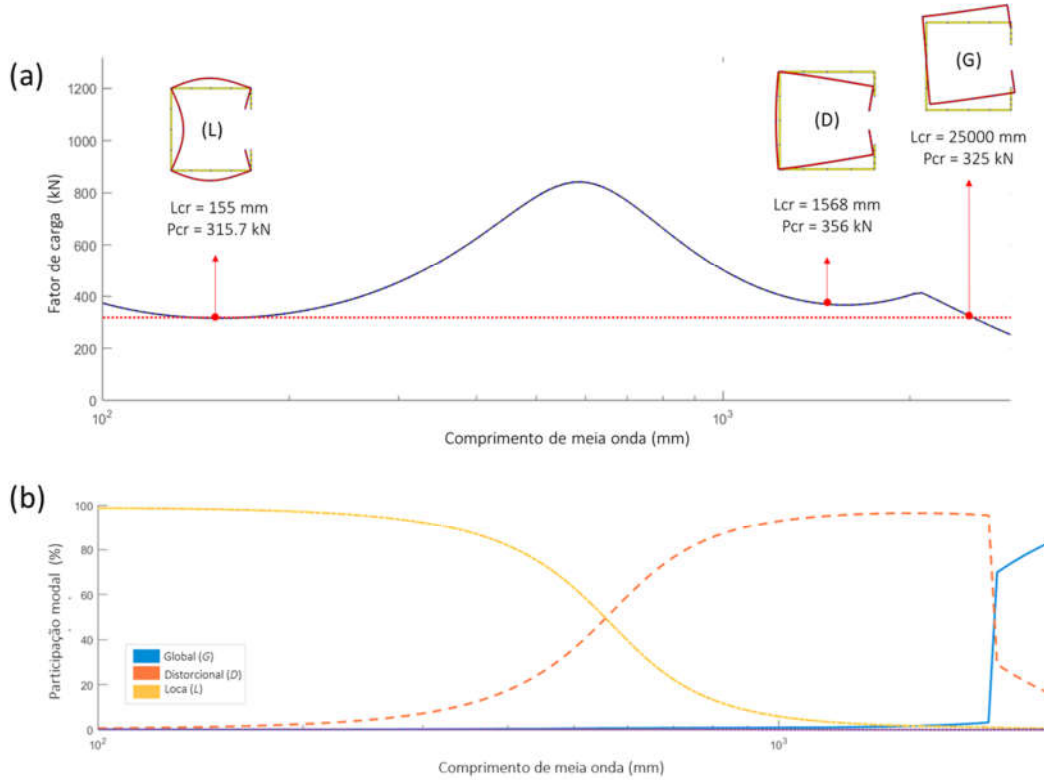 (a)
Fator de carga (kN)
1200
1000
800
600
400
200
0
(L)
Lcr = 155 mm
Pcr = 315.7 kN
(D)
Lcr = 1568 mm
Pcr = 356 kN
(G)
Lcr = 25000 mm
Pcr = 325 kN
10²
10³
Comprimento de meia onda (mm)
(b)
Participação modal (%)
100
80
60
40
20
0
Global (G)
Distorcional (D)
Loca (L)
10²
10³
Comprimento de meia onda (mm)